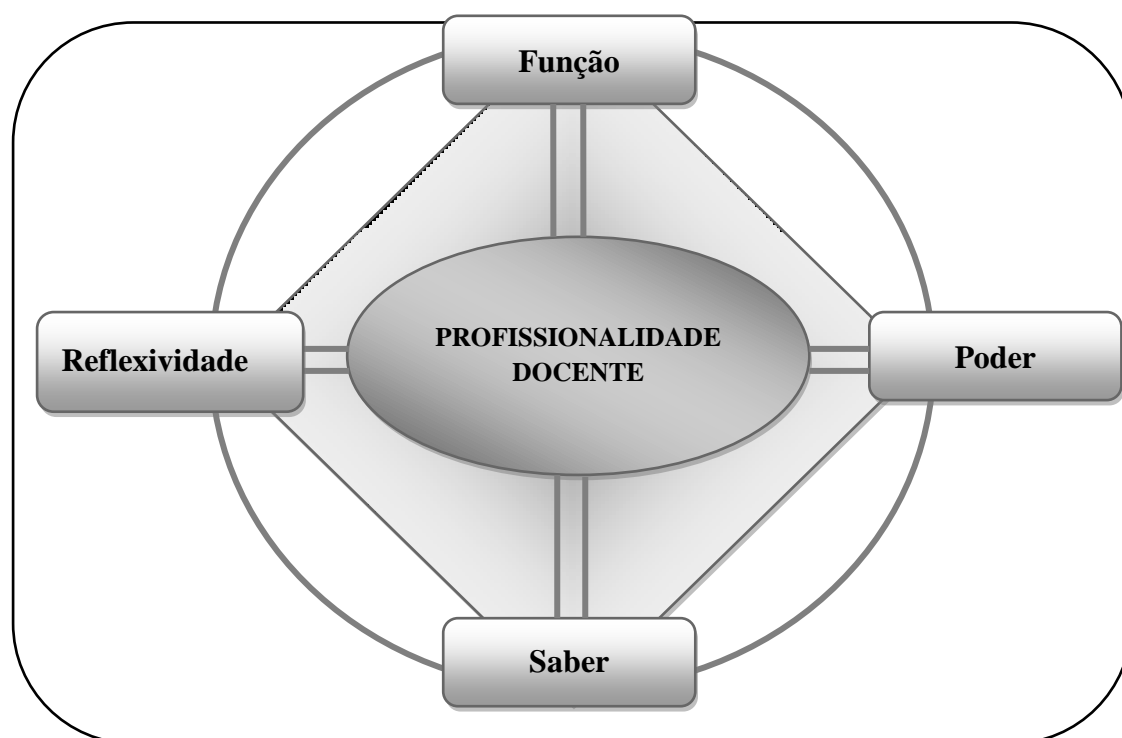 Função
Reflexividade
PROFISSIONALIDADE
DOCENTE
Poder
Saber